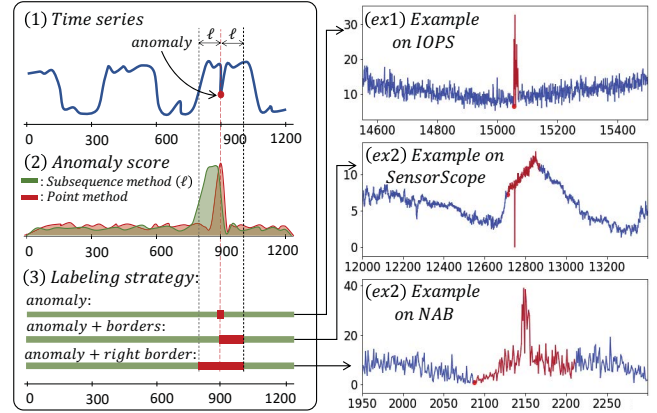 (1) Time series
ℓ ℓ
anomaly
0 300 600 900 1200
(2) Anomaly score
: Subsequence method (ℓ)
: Point method
0 300 600 900 1200
(3) Labeling strategy:
anomaly:
anomaly + borders:
anomaly + right border:
0 300 600 900 1200
(ex1) Example
on IOPS
30
20
10
14600 14800 15000 15200 15400
(ex2) Example on
SensorScope
10
5
0
12000 12200 12400 12600 12800 13000 13200
(ex2) Example
on NAB
40
20
0
1950 2000 2050 2100 2150 2200 2250 2300